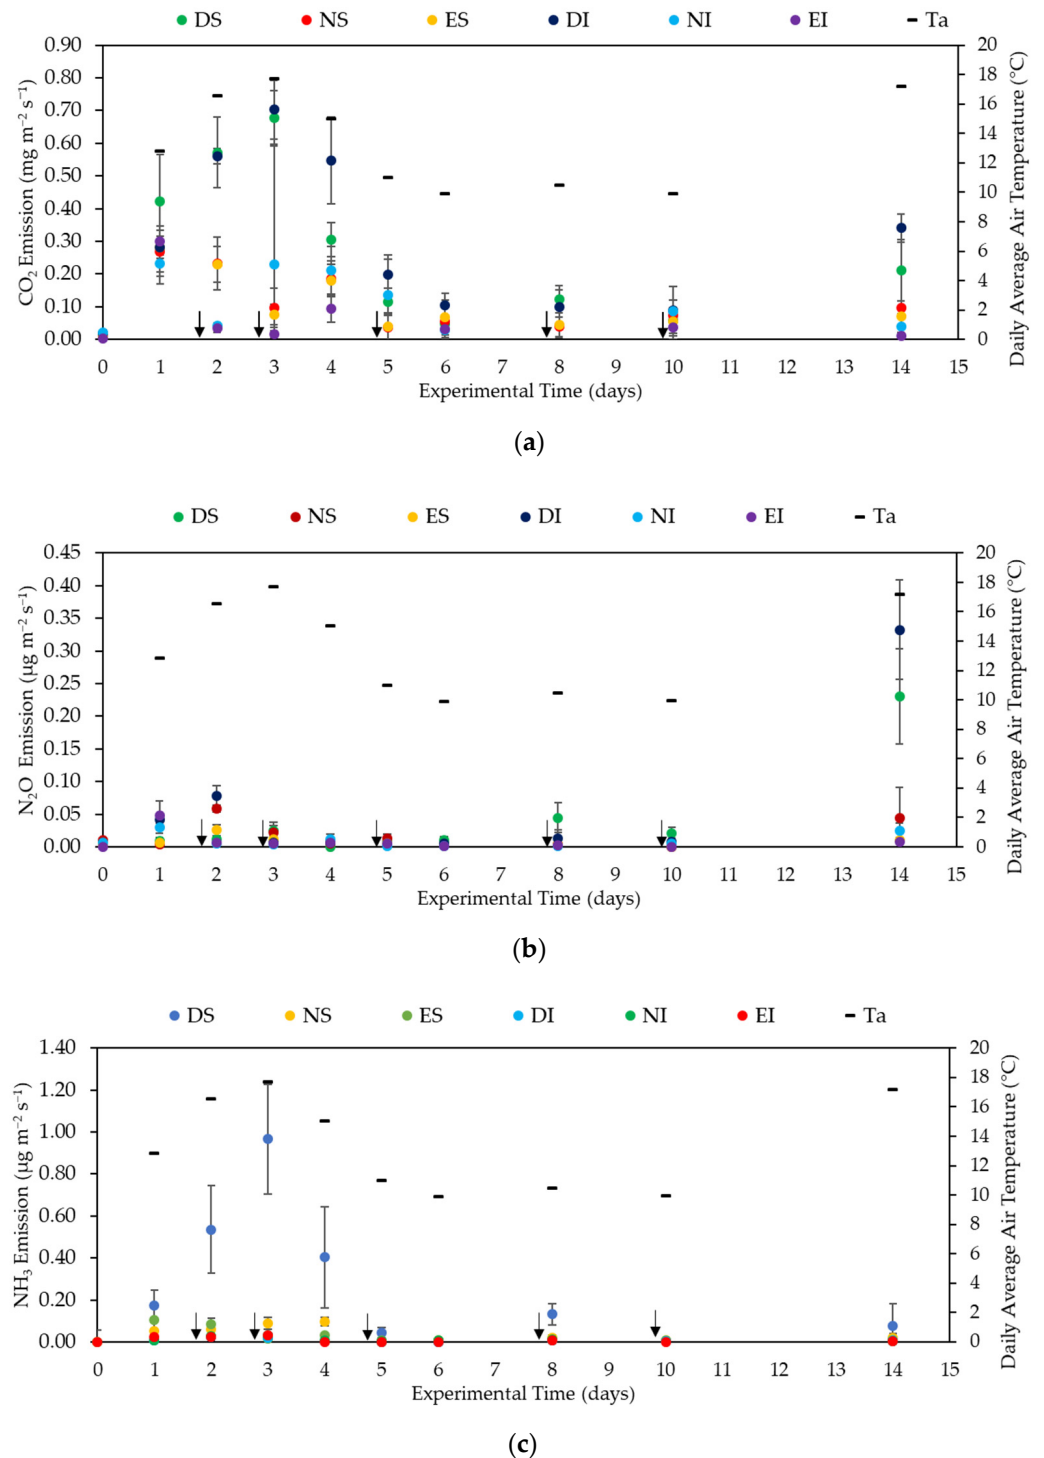 DS NS ES DI NI EI Ta
0.90 0.80 0.70 0.60 0.50 0.40 0.30 0.20 0.10 0.00
CO2 Emission (mg m−2 s−1)
20 18 16 14 12 10 8 6 4 2 0
Daily Average Air Temperature (°C)
0 1 2 3 4 5 6 7 8 9 10 11 12 13 14 15
Experimental Time (days)
(a)
DS NS ES DI NI EI Ta
0.45 0.40 0.35 0.30 0.25 0.20 0.15 0.10 0.05 0.00
N2O Emission (µg m−2 s−1)
20 18 16 14 12 10 8 6 4 2 0
Daily Average Air Temperature (°C)
0 1 2 3 4 5 6 7 8 9 10 11 12 13 14 15
Experimental Time (days)
(b)
DS NS ES DI NI EI Ta
1.40 1.20 1.00 0.80 0.60 0.40 0.20 0.00
NH3 Emission (µg m−2 s−1)
20 18 16 14 12 10 8 6 4 2 0
Daily Average Air Temperature (°C)
0 1 2 3 4 5 6 7 8 9 10 11 12 13 14 15
Experimental Time (days)
(c)